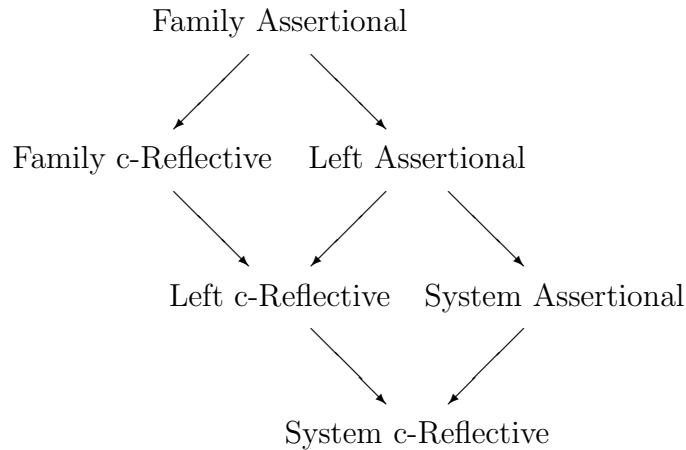 Family Assertional
Family c-Reflective Left Assertional
Left c-Reflective System Assertional
System c-Reflective